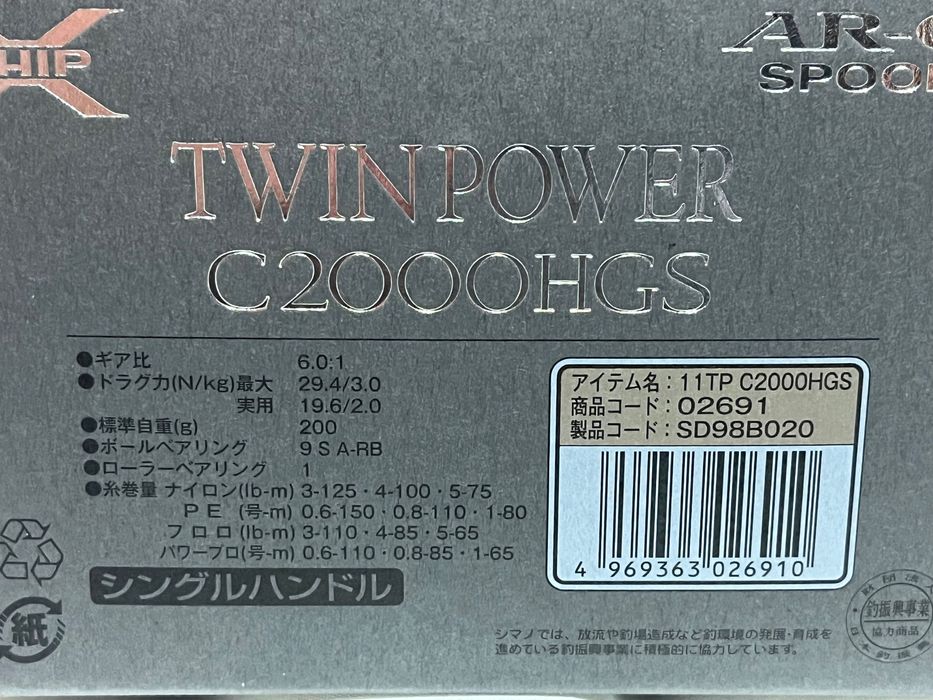 HIP
AR-
SPOO
TWINPOWER
C2000HGS
●ギア比 6.0:1
●ドラグ力(N/kg)最大 29.4/3.0
実用 19.6/2.0
●標準自重(g) 200
●ボールベアリング 9 S A-RB
●ローラーベアリング 1
●糸巻量 ナイロン(lb-m) 3-125・4-100・5-75
PE (号-m) 0.6-150・0.8-110・1-80
フロロ(lb-m) 3-110・4-85・5-65
パワープロ(号-m) 0.6-110・0.8-85・1-65
シングルハンドル
アイテム名：11TP C2000HGS
商品コード：02691
製品コード：SD98B020
4 969363 026910
紙
シマノでは、放流や釣場造成など釣環境の発展・育成を
進めている釣振興事業に積極的に協力しています。
釣振興事業
協力商品